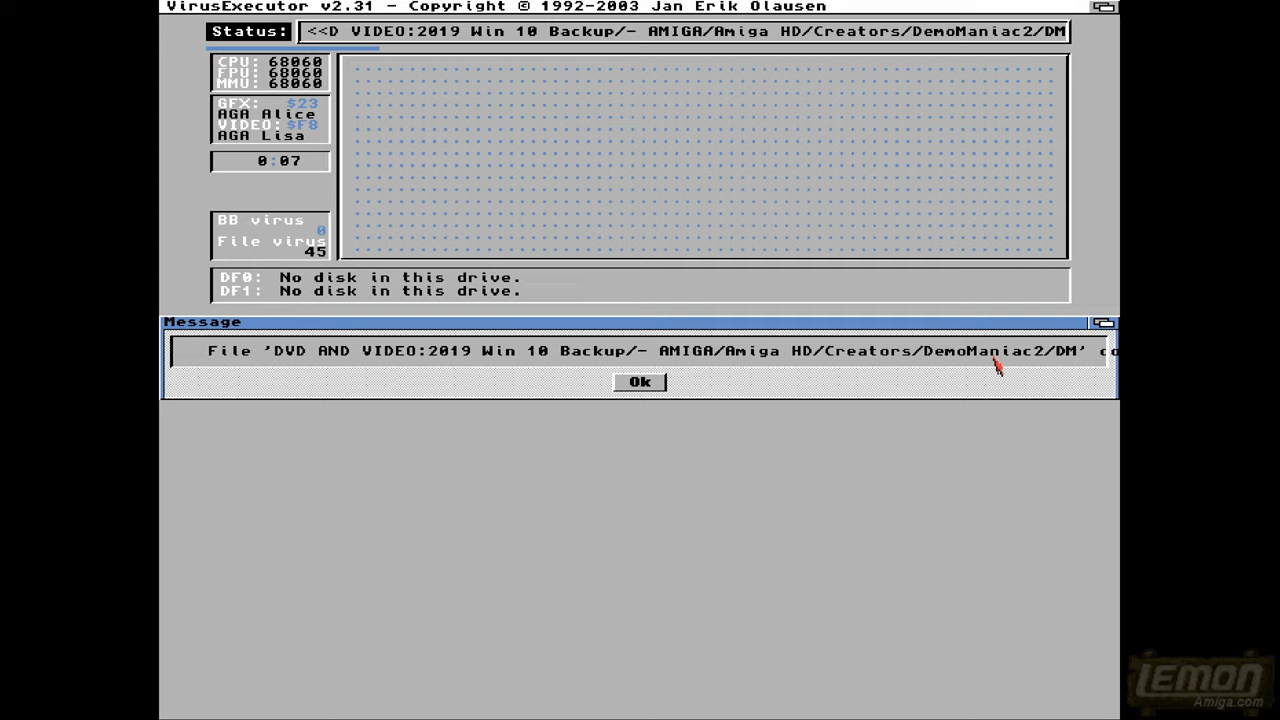 VirusExecutor v2.31 - Copyright © 1992-2003 Jan Erik Olausen
Status: <<D VIDEO:2019 Win 10 Backup/- AMIGA/Amiga HD/Creators/DemoManiac2/DM
CPU: 68060
FPU: 68060
MMU: 68060
GFX: $23
AGA Alice
VIDEO: $F8
AGA Lisa
0:07
BB virus
0
File virus
45
DF0: No disk in this drive.
DF1: No disk in this drive.
Message
File 'DVD AND VIDEO:2019 Win 10 Backup/- AMIGA/Amiga HD/Creators/DemoManiac2/DM' co
Ok
LEMON
Amiga.com